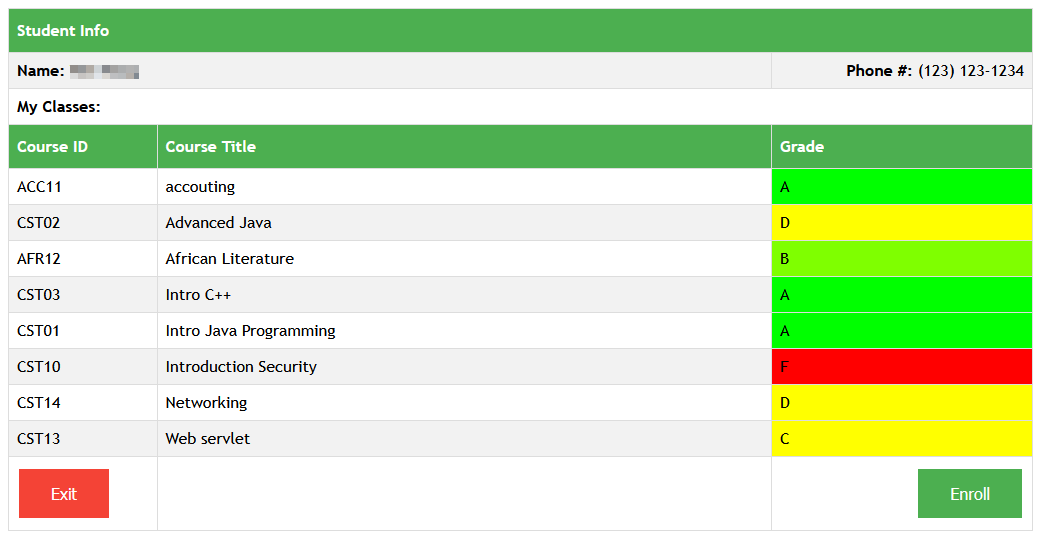 Student Info
Name: Phone #: (123) 123-1234
My Classes:
Course ID Course Title Grade
ACC11 accouting A
CST02 Advanced Java D
AFR12 African Literature B
CST03 Intro C++ A
CST01 Intro Java Programming A
CST10 Introduction Security F
CST14 Networking D
CST13 Web servlet C
Exit Enroll